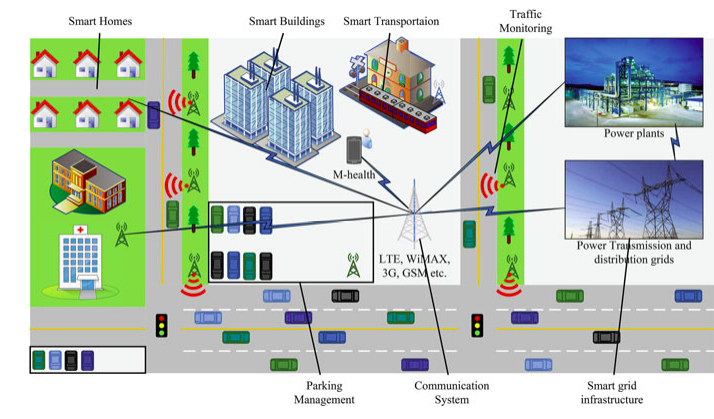 Smart Homes
Smart Buildings
Smart Transportaion
Traffic
Monitoring
Power plants
M-health
Power Transmission and
distribution grids
LTE, WiMAX,
3G, GSM etc.
Parking
Management
Communication
System
Smart grid
infrastructure